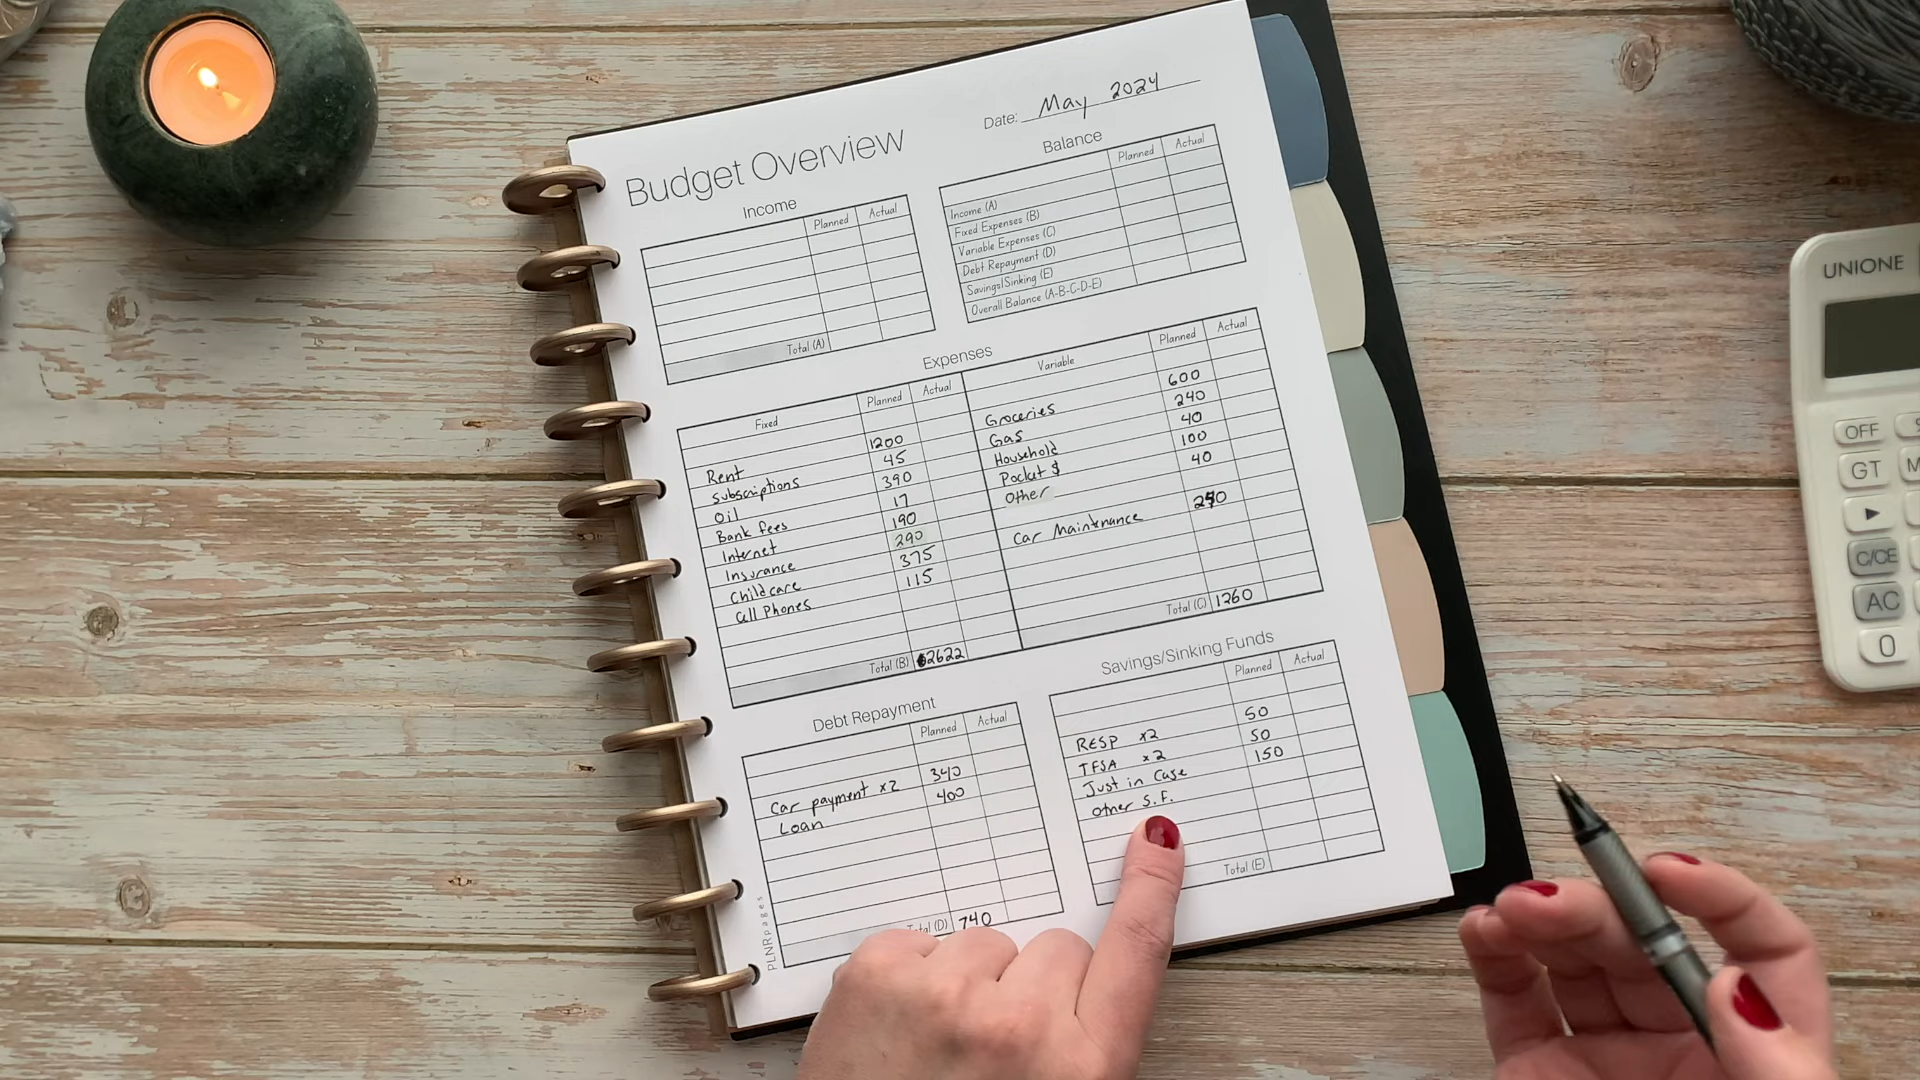 Date: May 2024
Budget Overview
Income
Planned Actual
Total (A)
Balance
Planned Actual
Income (A)
Fixed Expenses (B)
Variable Expenses (C)
Debt Repayment (D)
Savings/Sinking (E)
Overall Balance (A-B-C-D-E)
Expenses
Fixed Planned Actual
Rent 1200
Subscriptions 45
Oil 390
Bank fees 17
Internet 190
Insurance 290
Childcare 375
Cell Phones 115
Total (B) 2622
Variable Planned Actual
Groceries 600
Gas 240
Household 40
Pocket $ 100
Other 40
Car Maintenance 240
Total (C) 1260
Debt Repayment
Planned Actual
Car payment x2 340
Loan 400
Total (D) 740
Savings/Sinking Funds
Planned Actual
RESP x2 50
TFSA x2 50
Just in Case 150
Other S.F.
Total (E)
PLNRpages
UNIONE
OFF
GT
M
▶
C/CE
AC
0